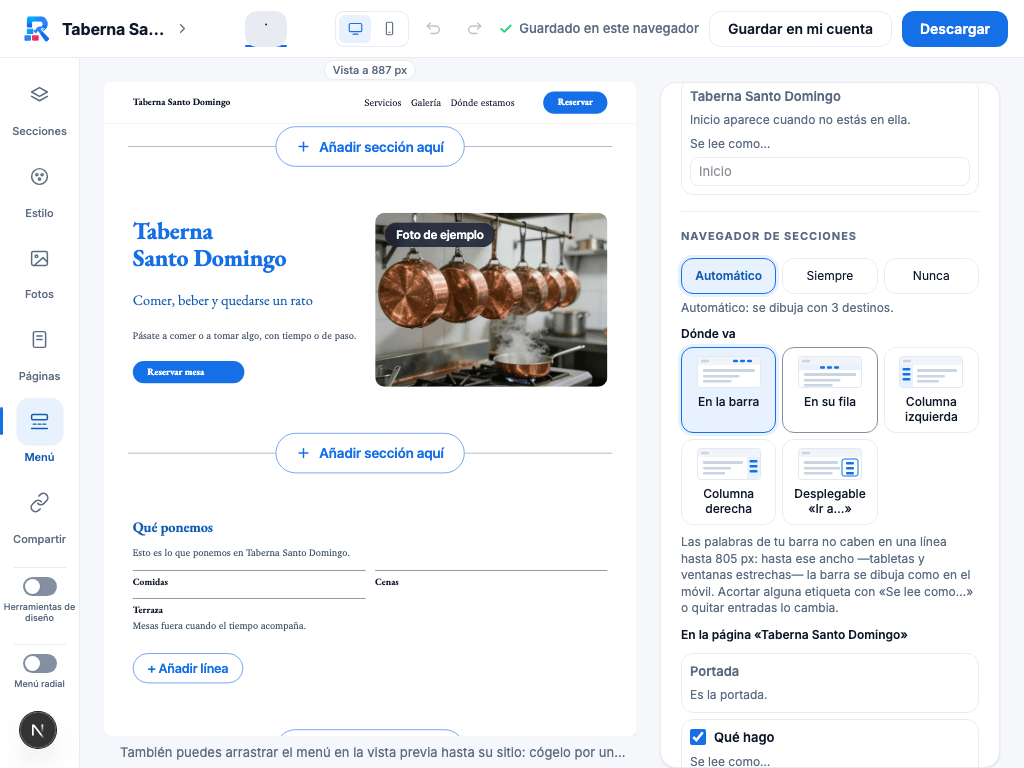 Taberna Sa...
Guardado en este navegador
Guardar en mi cuenta
Descargar
Vista a 887 px
Secciones
Estilo
Fotos
Páginas
Menú
Compartir
Herramientas de
diseño
Menú radial
N
Taberna Santo Domingo
Servicios Galería Dónde estamos
Reservar
+ Añadir sección aquí
Taberna
Santo Domingo
Comer, beber y quedarse un rato
Pásate a comer o a tomar algo, con tiempo o de paso.
Reservar mesa
Foto de ejemplo
+ Añadir sección aquí
Qué ponemos
Esto es lo que ponemos en Taberna Santo Domingo.
Comidas
Cenas
Terraza
Mesas fuera cuando el tiempo acompaña.
+ Añadir línea
También puedes arrastrar el menú en la vista previa hasta su sitio: cógelo por un...
Taberna Santo Domingo
Inicio aparece cuando no estás en ella.
Se lee como...
Inicio
NAVEGADOR DE SECCIONES
Automático
Siempre
Nunca
Automático: se dibuja con 3 destinos.
Dónde va
En la barra
En su fila
Columna
izquierda
Columna
derecha
Desplegable
«Ir a...»
Las palabras de tu barra no caben en una línea
hasta 805 px: hasta ese ancho —tabletas y
ventanas estrechas— la barra se dibuja como en el
móvil. Acortar alguna etiqueta con «Se lee como...»
o quitar entradas lo cambia.
En la página «Taberna Santo Domingo»
Portada
Es la portada.
Qué hago
Se lee como...